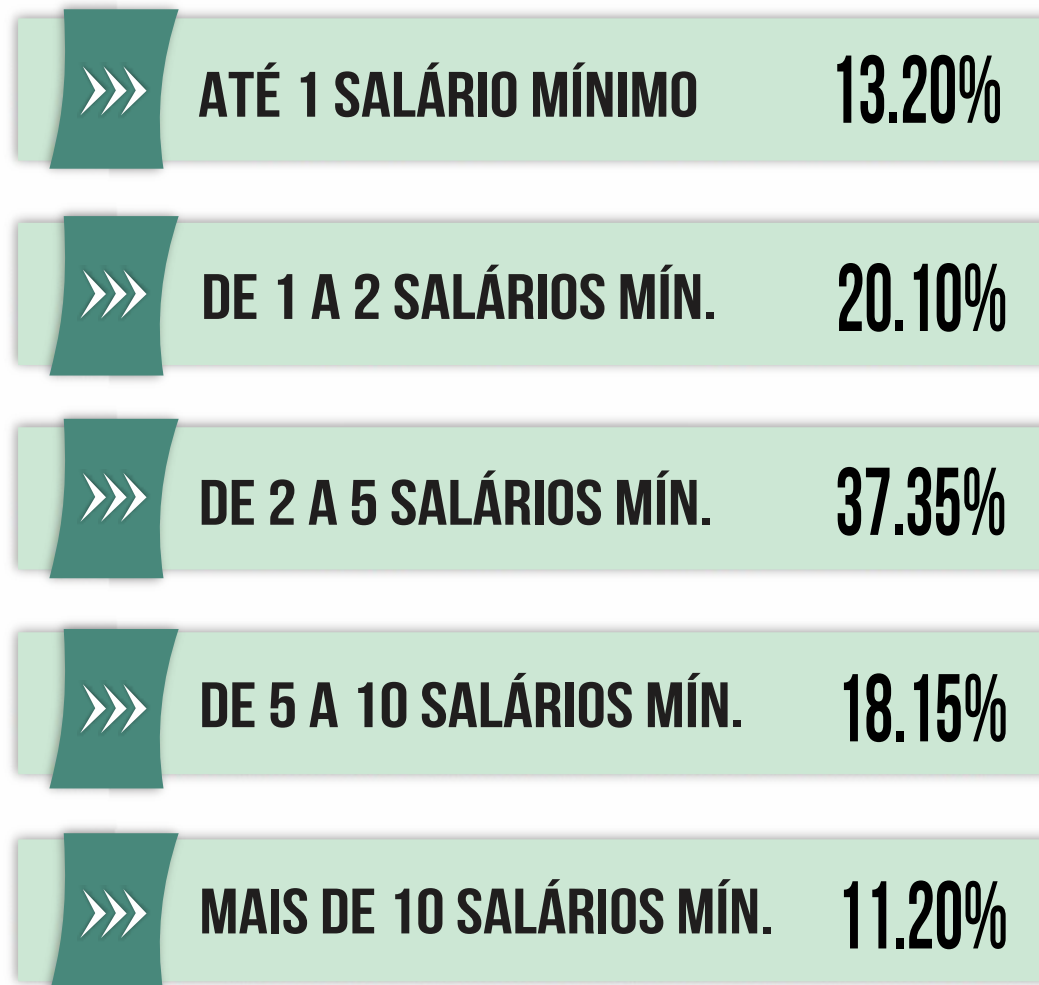 ATÉ 1 SALÁRIO MÍNIMO 13.20%
DE 1 A 2 SALÁRIOS MÍN. 20.10%
DE 2 A 5 SALÁRIOS MÍN. 37.35%
DE 5 A 10 SALÁRIOS MÍN. 18.15%
MAIS DE 10 SALÁRIOS MÍN. 11.20%